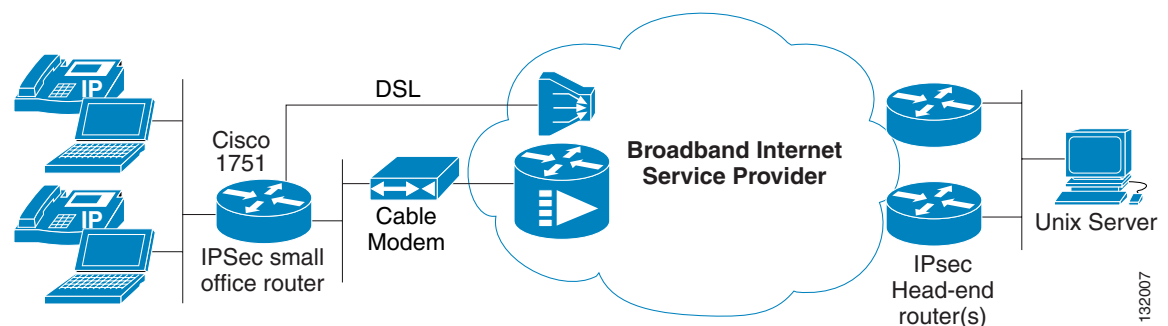 IP
IP
Cisco
1751
IPSec small
office router
DSL
Cable
Modem
Broadband Internet
Service Provider
IPsec
Head-end
router(s)
Unix Server
132007